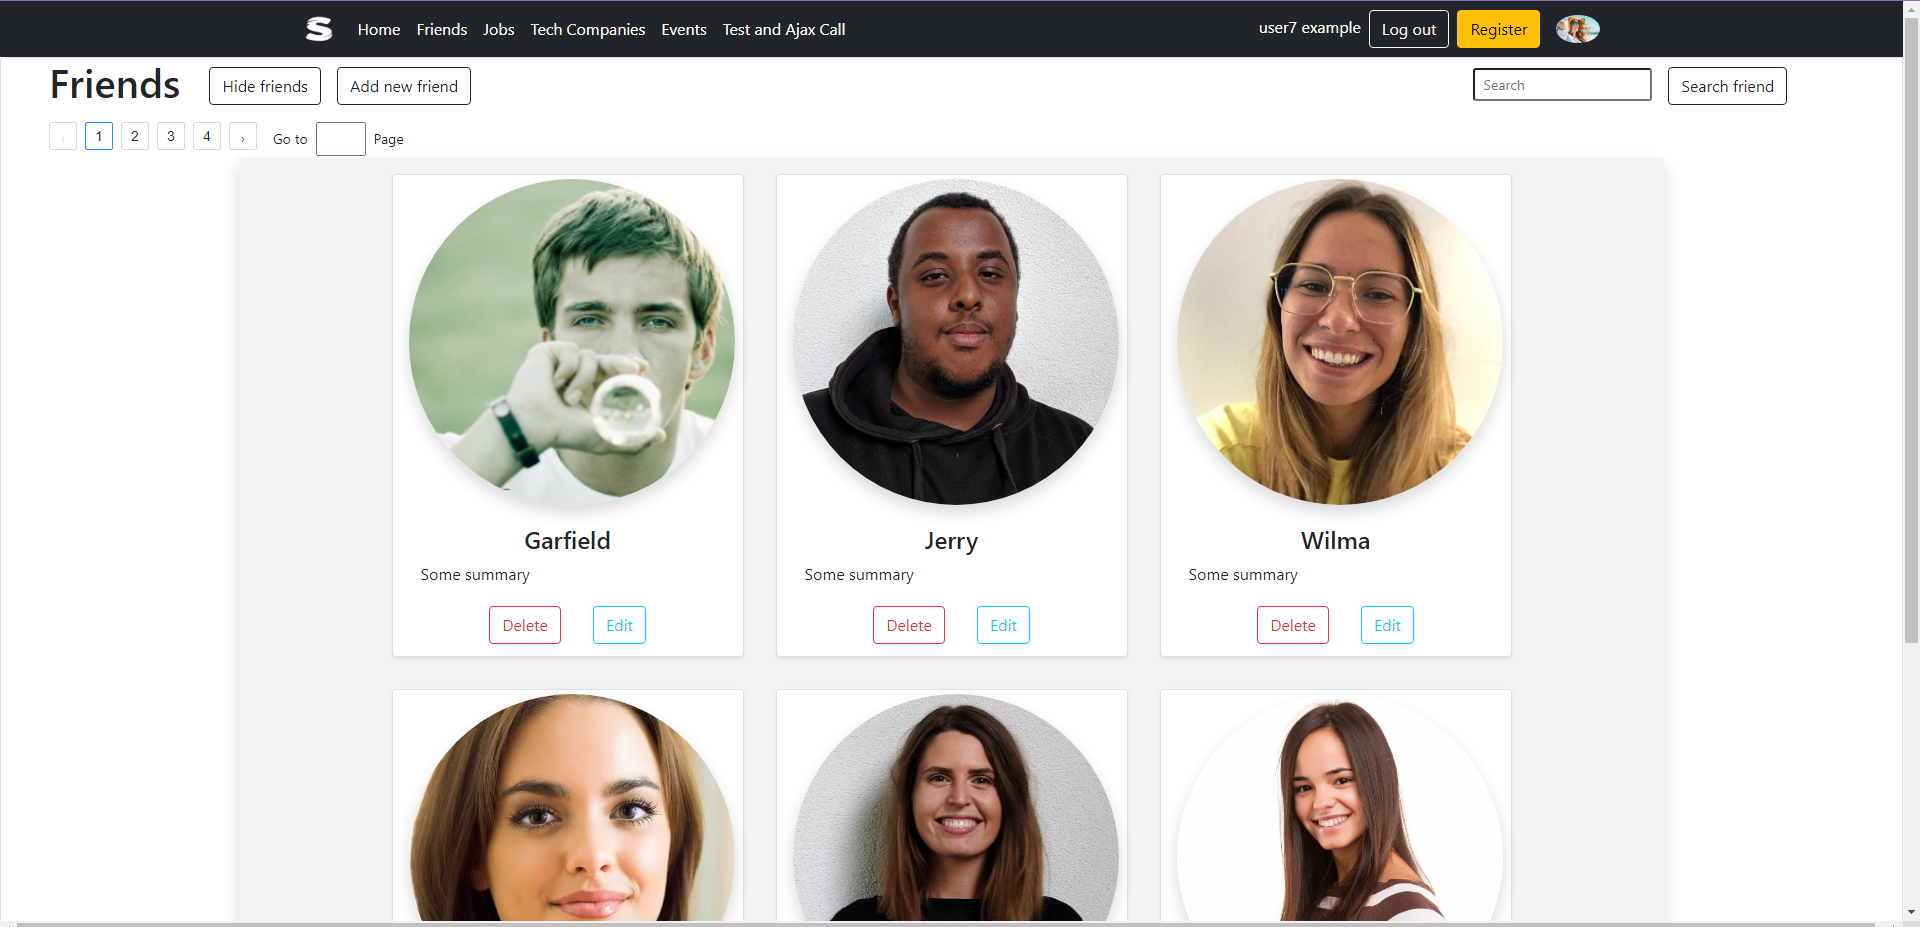 S Home Friends Jobs Tech Companies Events Test and Ajax Call user7 example Log out Register
Friends Hide friends Add new friend Search Search friend
‹ 1 2 3 4 › Go to Page
Garfield Jerry Wilma
Some summary Some summary Some summary
Delete Edit Delete Edit Delete Edit